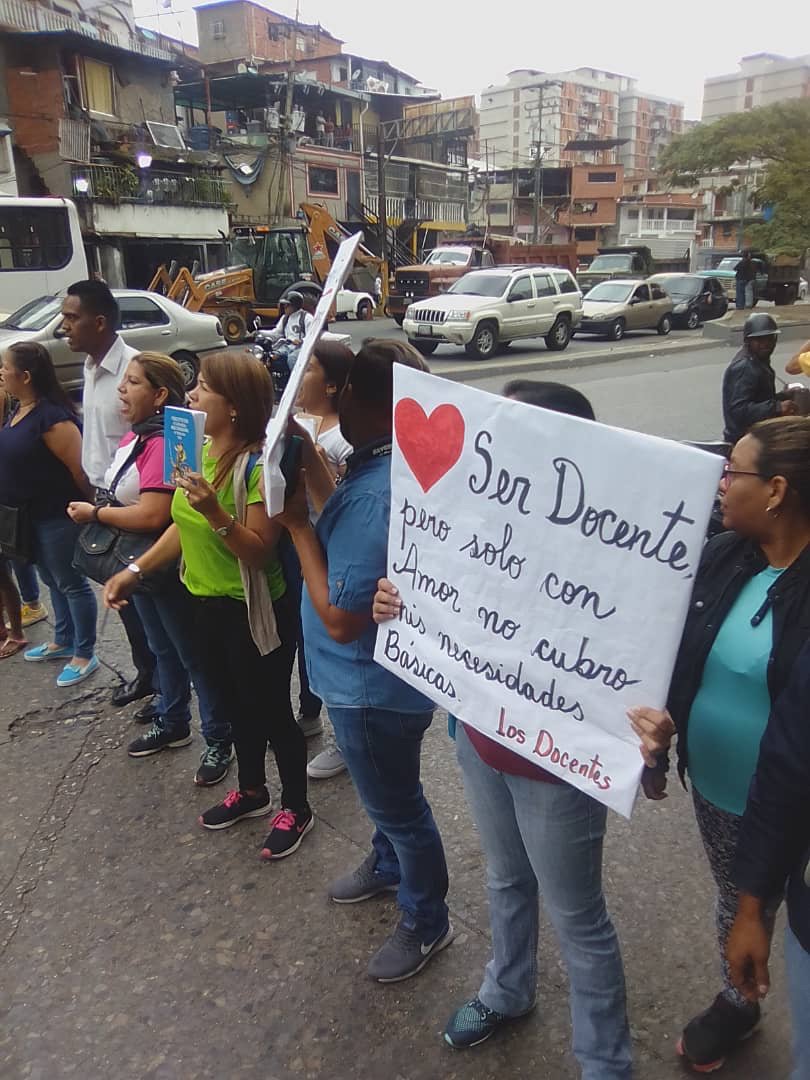 Ser Docente,
pero solo con
Amor no cubro
mis necesidades
Básicas.
Los Docentes